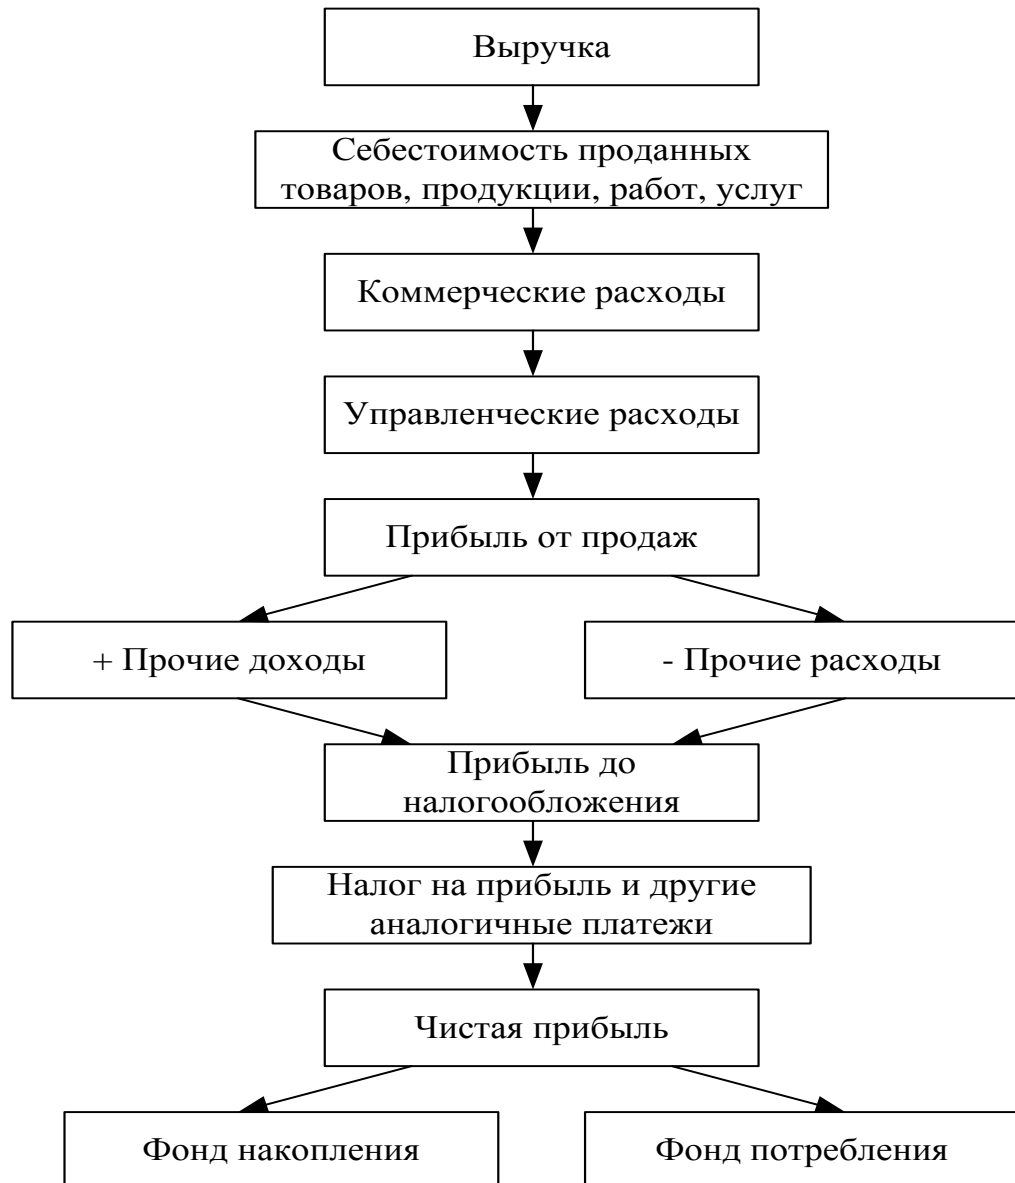 Выручка
Себестоимость проданных
товаров, продукции, работ, услуг
Коммерческие расходы
Управленческие расходы
Прибыль от продаж
+ Прочие доходы
- Прочие расходы
Прибыль до
налогообложения
Налог на прибыль и другие
аналогичные платежи
Чистая прибыль
Фонд накопления
Фонд потребления